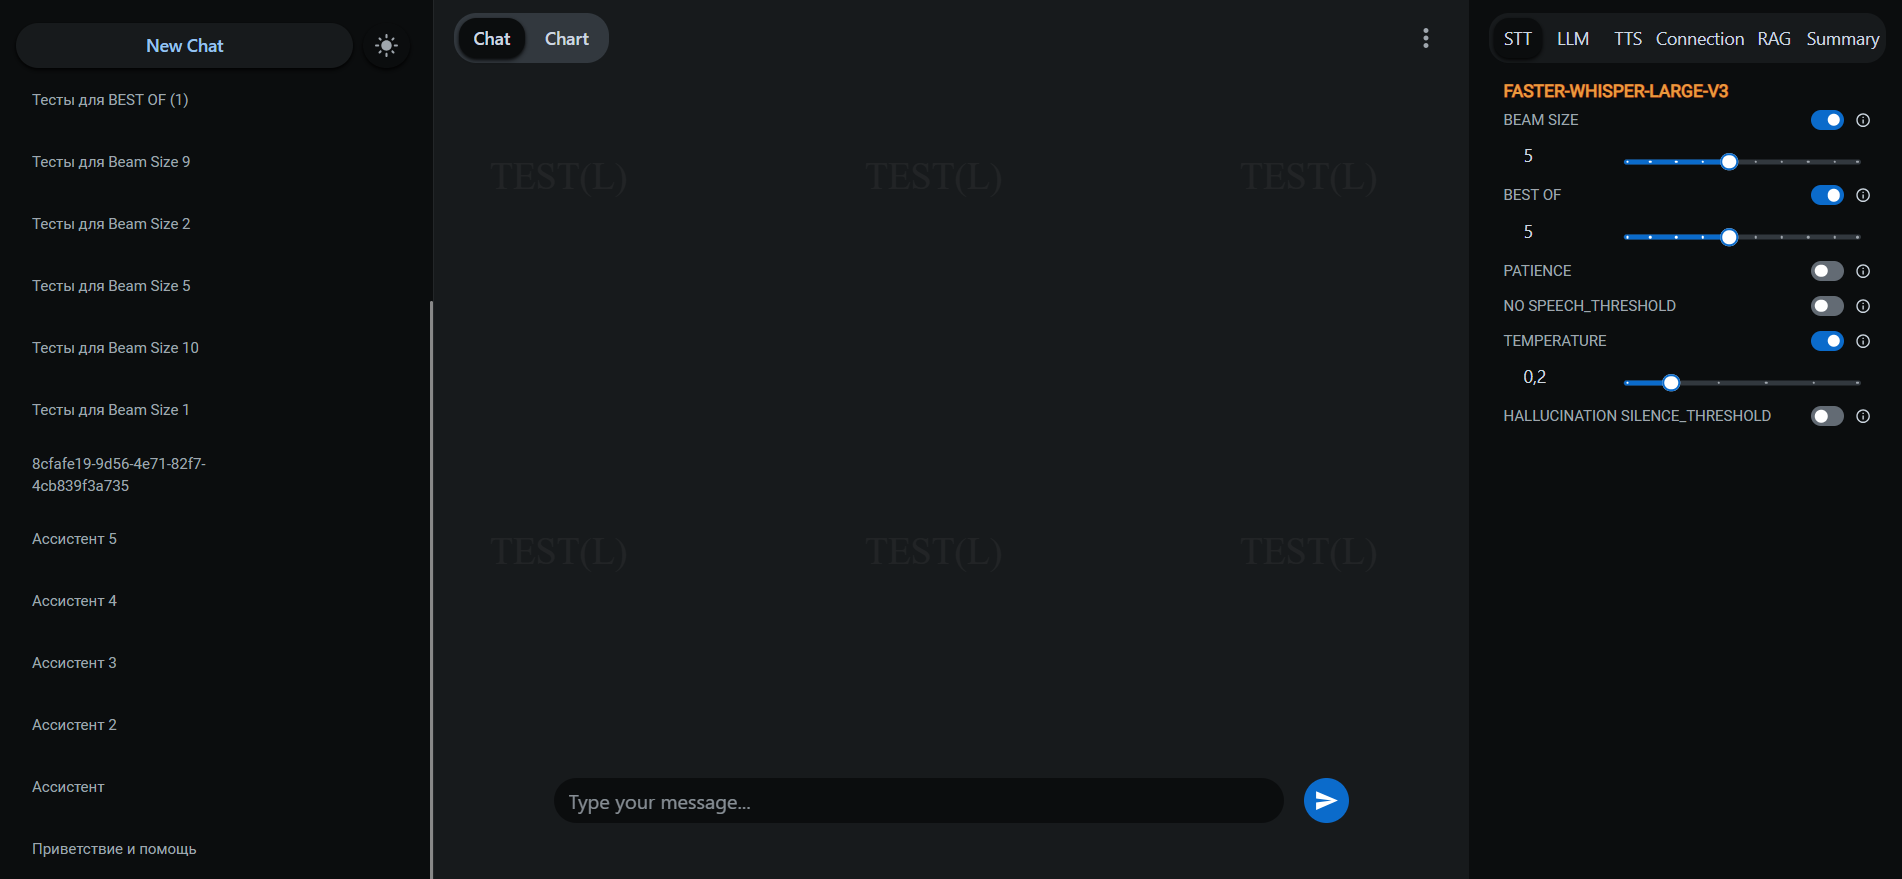 New Chat
Тесты для BEST OF (1)
Тесты для Beam Size 9
Тесты для Beam Size 2
Тесты для Beam Size 5
Тесты для Beam Size 10
Тесты для Beam Size 1
8cfafe19-9d56-4e71-82f7-
4cb839f3a735
Ассистент 5
Ассистент 4
Ассистент 3
Ассистент 2
Ассистент
Приветствие и помощь
Chat Chart
TEST(L) TEST(L) TEST(L)
TEST(L) TEST(L) TEST(L)
Type your message...
STT LLM TTS Connection RAG Summary
FASTER-WHISPER-LARGE-V3
BEAM SIZE
5
BEST OF
5
PATIENCE
NO SPEECH_THRESHOLD
TEMPERATURE
0,2
HALLUCINATION SILENCE_THRESHOLD